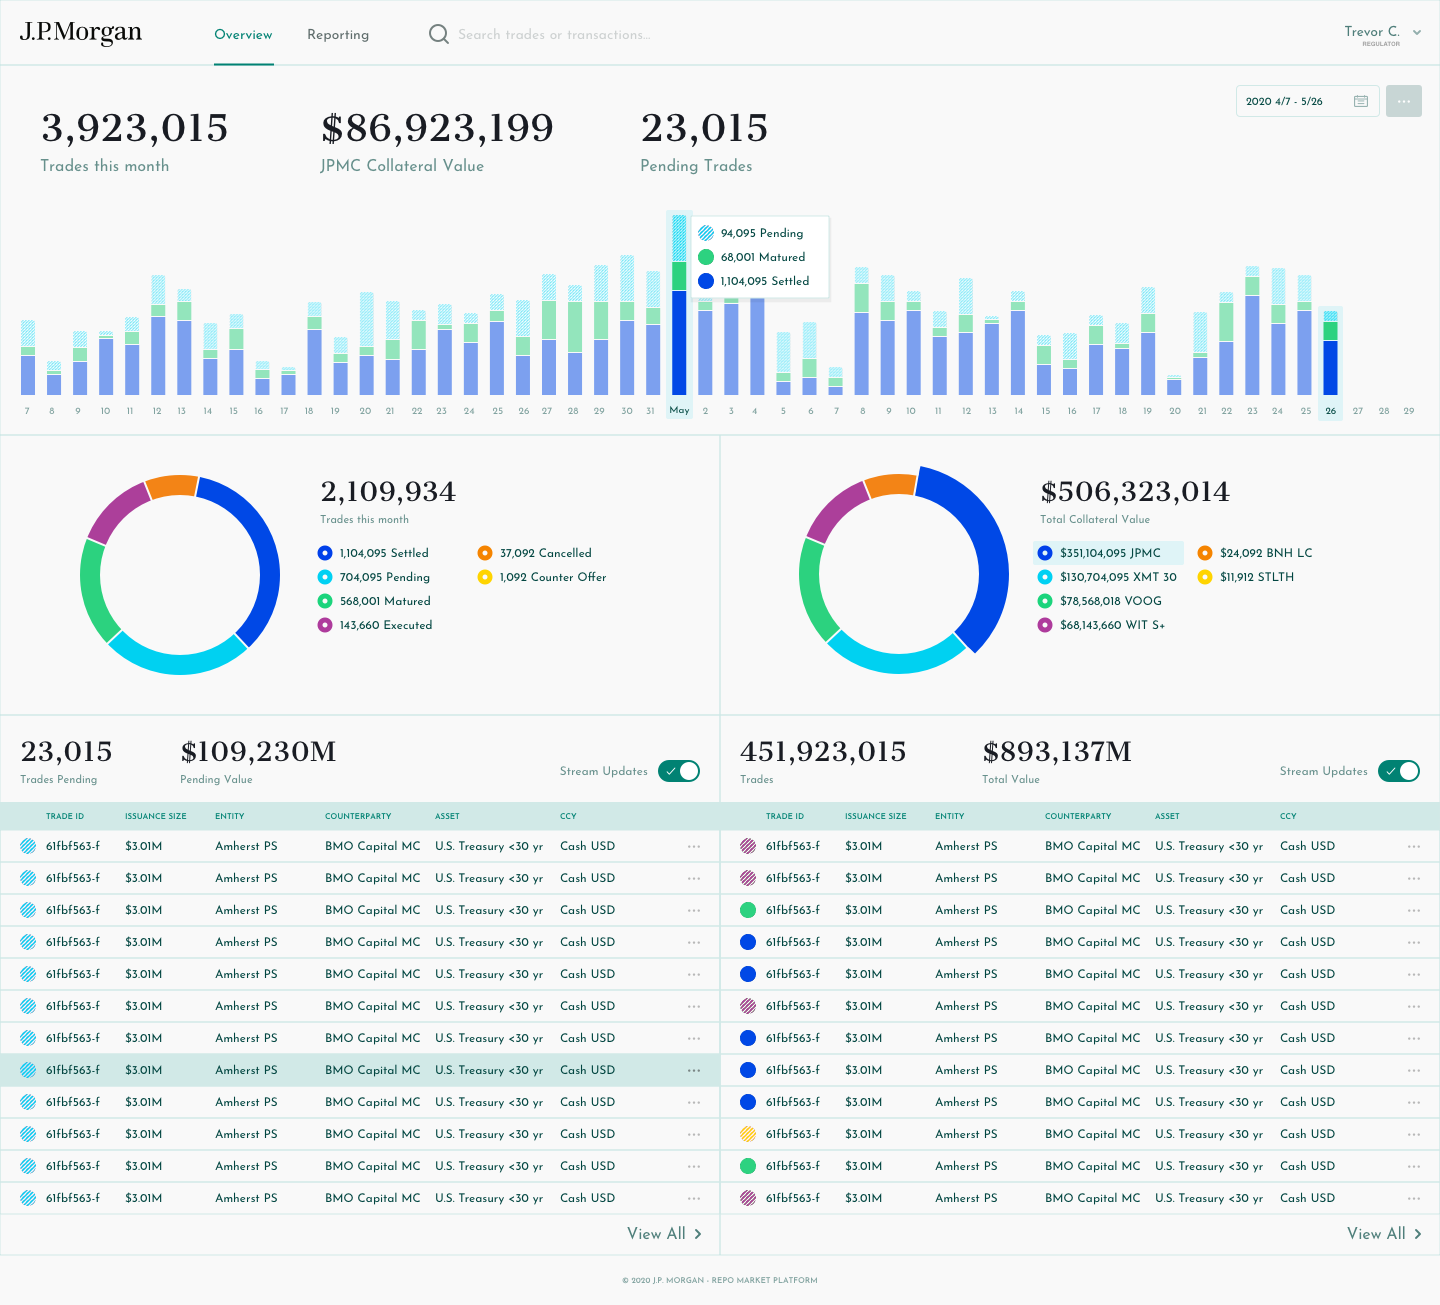 J.P.Morgan
Overview
Reporting
Search trades or transactions...
Trevor C.
REGULATOR
2020 4/7 - 5/26
3,923,015
Trades this month
$86,923,199
JPMC Collateral Value
23,015
Pending Trades
94,095 Pending
68,001 Matured
1,104,095 Settled
7 8 9 10 11 12 13 14 15 16 17 18 19 20 21 22 23 24 25 26 27 28 29 30 31 May 2 3 4 5 6 7 8 9 10 11 12 13 14 15 16 17 18 19 20 21 22 23 24 25 26 27 28 29
2,109,934
Trades this month
1,104,095 Settled
704,095 Pending
568,001 Matured
143,660 Executed
37,092 Cancelled
1,092 Counter Offer
$506,323,014
Total Collateral Value
$351,104,095 JPMC
$130,704,095 XMT 30
$78,568,018 VOOG
$68,143,660 WIT S+
$24,092 BNH LC
$11,912 STLTH
23,015
Trades Pending
$109,230M
Pending Value
Stream Updates
TRADE ID ISSUANCE SIZE ENTITY COUNTERPARTY ASSET CCY
61fbf563-f $3.01M Amherst PS BMO Capital MC U.S. Treasury <30 yr Cash USD
61fbf563-f $3.01M Amherst PS BMO Capital MC U.S. Treasury <30 yr Cash USD
61fbf563-f $3.01M Amherst PS BMO Capital MC U.S. Treasury <30 yr Cash USD
61fbf563-f $3.01M Amherst PS BMO Capital MC U.S. Treasury <30 yr Cash USD
61fbf563-f $3.01M Amherst PS BMO Capital MC U.S. Treasury <30 yr Cash USD
61fbf563-f $3.01M Amherst PS BMO Capital MC U.S. Treasury <30 yr Cash USD
61fbf563-f $3.01M Amherst PS BMO Capital MC U.S. Treasury <30 yr Cash USD
61fbf563-f $3.01M Amherst PS BMO Capital MC U.S. Treasury <30 yr Cash USD
61fbf563-f $3.01M Amherst PS BMO Capital MC U.S. Treasury <30 yr Cash USD
61fbf563-f $3.01M Amherst PS BMO Capital MC U.S. Treasury <30 yr Cash USD
61fbf563-f $3.01M Amherst PS BMO Capital MC U.S. Treasury <30 yr Cash USD
61fbf563-f $3.01M Amherst PS BMO Capital MC U.S. Treasury <30 yr Cash USD
View All
451,923,015
Trades
$893,137M
Total Value
Stream Updates
TRADE ID ISSUANCE SIZE ENTITY COUNTERPARTY ASSET CCY
61fbf563-f $3.01M Amherst PS BMO Capital MC U.S. Treasury <30 yr Cash USD
61fbf563-f $3.01M Amherst PS BMO Capital MC U.S. Treasury <30 yr Cash USD
61fbf563-f $3.01M Amherst PS BMO Capital MC U.S. Treasury <30 yr Cash USD
61fbf563-f $3.01M Amherst PS BMO Capital MC U.S. Treasury <30 yr Cash USD
61fbf563-f $3.01M Amherst PS BMO Capital MC U.S. Treasury <30 yr Cash USD
61fbf563-f $3.01M Amherst PS BMO Capital MC U.S. Treasury <30 yr Cash USD
61fbf563-f $3.01M Amherst PS BMO Capital MC U.S. Treasury <30 yr Cash USD
61fbf563-f $3.01M Amherst PS BMO Capital MC U.S. Treasury <30 yr Cash USD
61fbf563-f $3.01M Amherst PS BMO Capital MC U.S. Treasury <30 yr Cash USD
61fbf563-f $3.01M Amherst PS BMO Capital MC U.S. Treasury <30 yr Cash USD
61fbf563-f $3.01M Amherst PS BMO Capital MC U.S. Treasury <30 yr Cash USD
61fbf563-f $3.01M Amherst PS BMO Capital MC U.S. Treasury <30 yr Cash USD
View All
© 2020 J.P. MORGAN - REPO MARKET PLATFORM